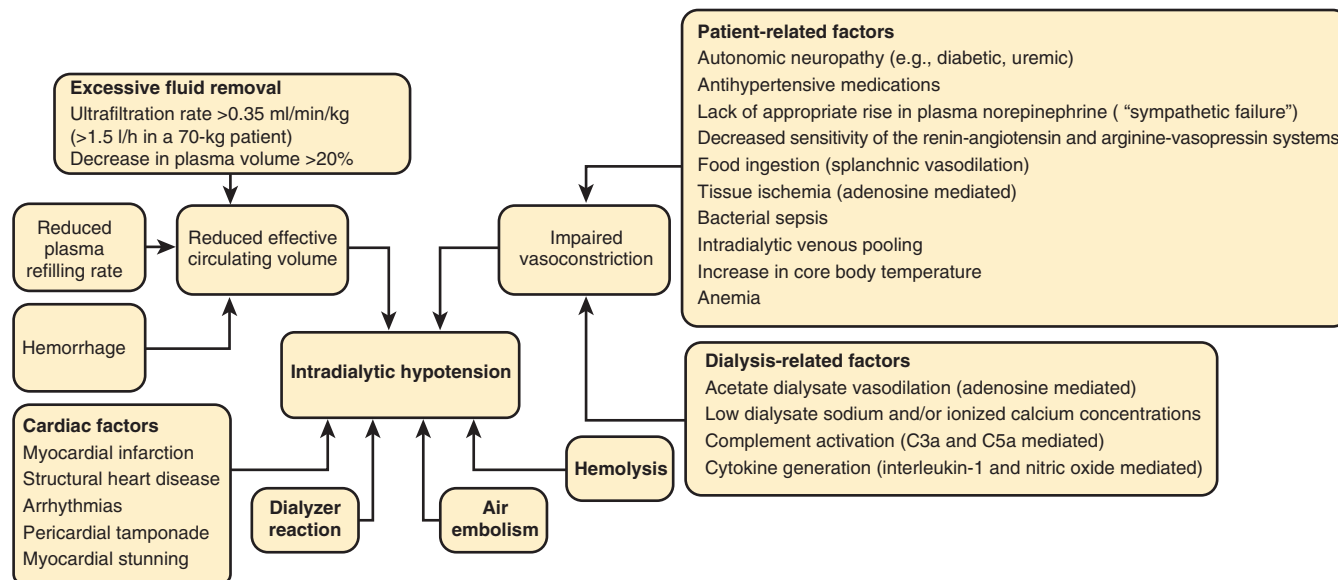 Excessive fluid removal
Ultrafiltration rate >0.35 ml/min/kg
(>1.5 l/h in a 70-kg patient)
Decrease in plasma volume >20%
Reduced
plasma
refilling rate
Reduced effective
circulating volume
Hemorrhage
Impaired
vasoconstriction
Patient-related factors
Autonomic neuropathy (e.g., diabetic, uremic)
Antihypertensive medications
Lack of appropriate rise in plasma norepinephrine ( “sympathetic failure”)
Decreased sensitivity of the renin-angiotensin and arginine-vasopressin systems
Food ingestion (splanchnic vasodilation)
Tissue ischemia (adenosine mediated)
Bacterial sepsis
Intradialytic venous pooling
Increase in core body temperature
Anemia
Intradialytic hypotension
Dialysis-related factors
Acetate dialysate vasodilation (adenosine mediated)
Low dialysate sodium and/or ionized calcium concentrations
Complement activation (C3a and C5a mediated)
Cytokine generation (interleukin-1 and nitric oxide mediated)
Cardiac factors
Myocardial infarction
Structural heart disease
Arrhythmias
Pericardial tamponade
Myocardial stunning
Dialyzer
reaction
Air
embolism
Hemolysis